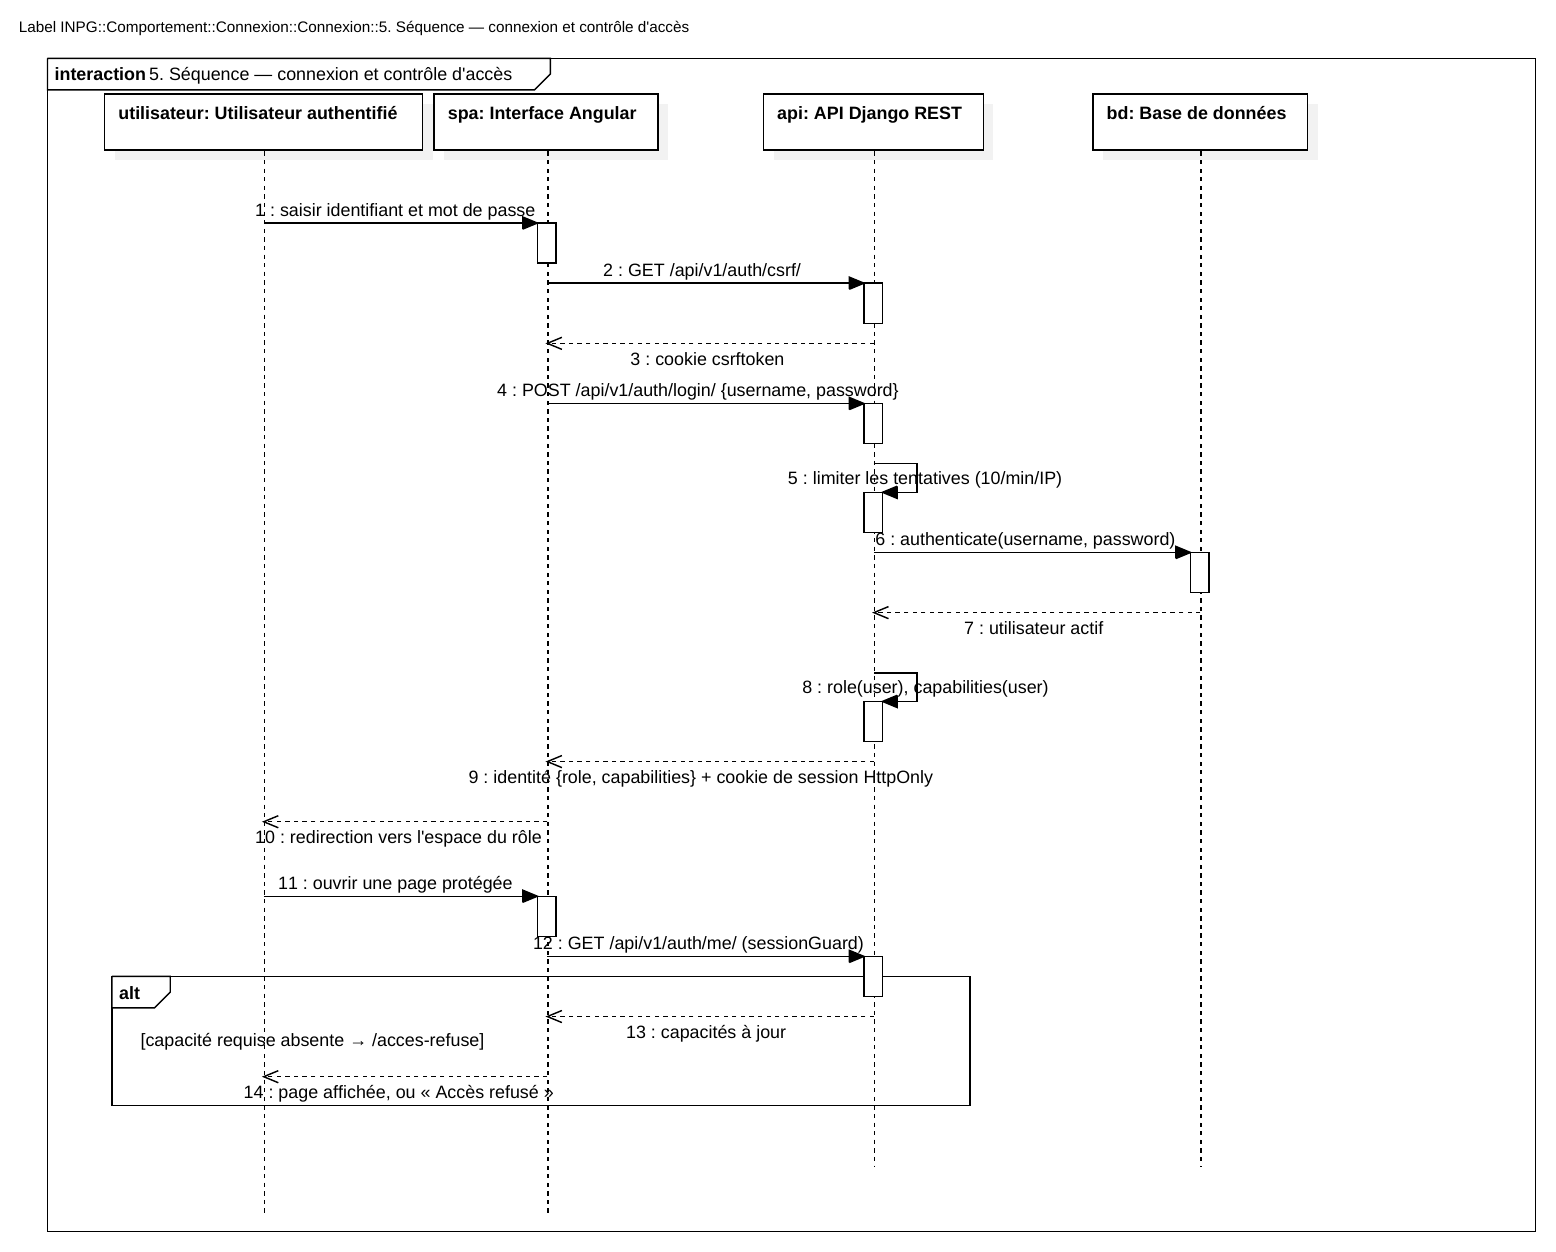 Label INPG::Comportement::Connexion::Connexion::5. Séquence — connexion et contrôle d'accès
interaction 5. Séquence — connexion et contrôle d'accès
utilisateur: Utilisateur authentifié
spa: Interface Angular
api: API Django REST
bd: Base de données
1 : saisir identifiant et mot de passe
2 : GET /api/v1/auth/csrf/
3 : cookie csrftoken
4 : POST /api/v1/auth/login/ {username, password}
5 : limiter les tentatives (10/min/IP)
6 : authenticate(username, password)
7 : utilisateur actif
8 : role(user), capabilities(user)
9 : identité {role, capabilities} + cookie de session HttpOnly
10 : redirection vers l'espace du rôle
11 : ouvrir une page protégée
12 : GET /api/v1/auth/me/ (sessionGuard)
alt
13 : capacités à jour
[capacité requise absente → /acces-refuse]
14 : page affichée, ou « Accès refusé »